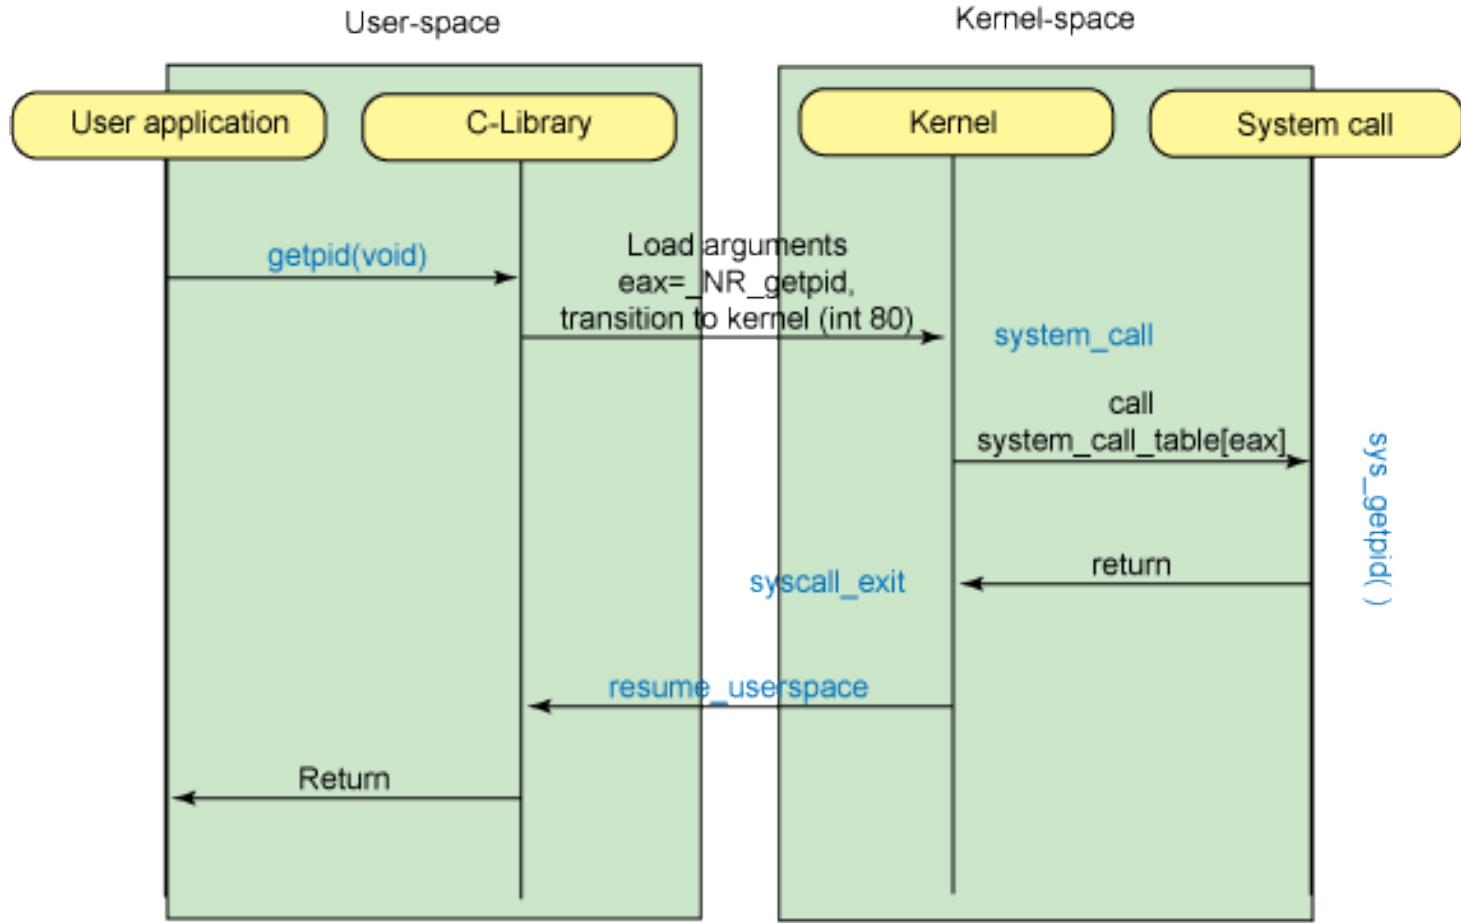 User-space
Kernel-space
User application
C-Library
Kernel
System call
getpid(void)
Load arguments
eax=_NR_getpid,
transition to kernel (int 80)
system_call
call
system_call_table[eax]
sys_getpid( )
return
syscall_exit
resume_userspace
Return